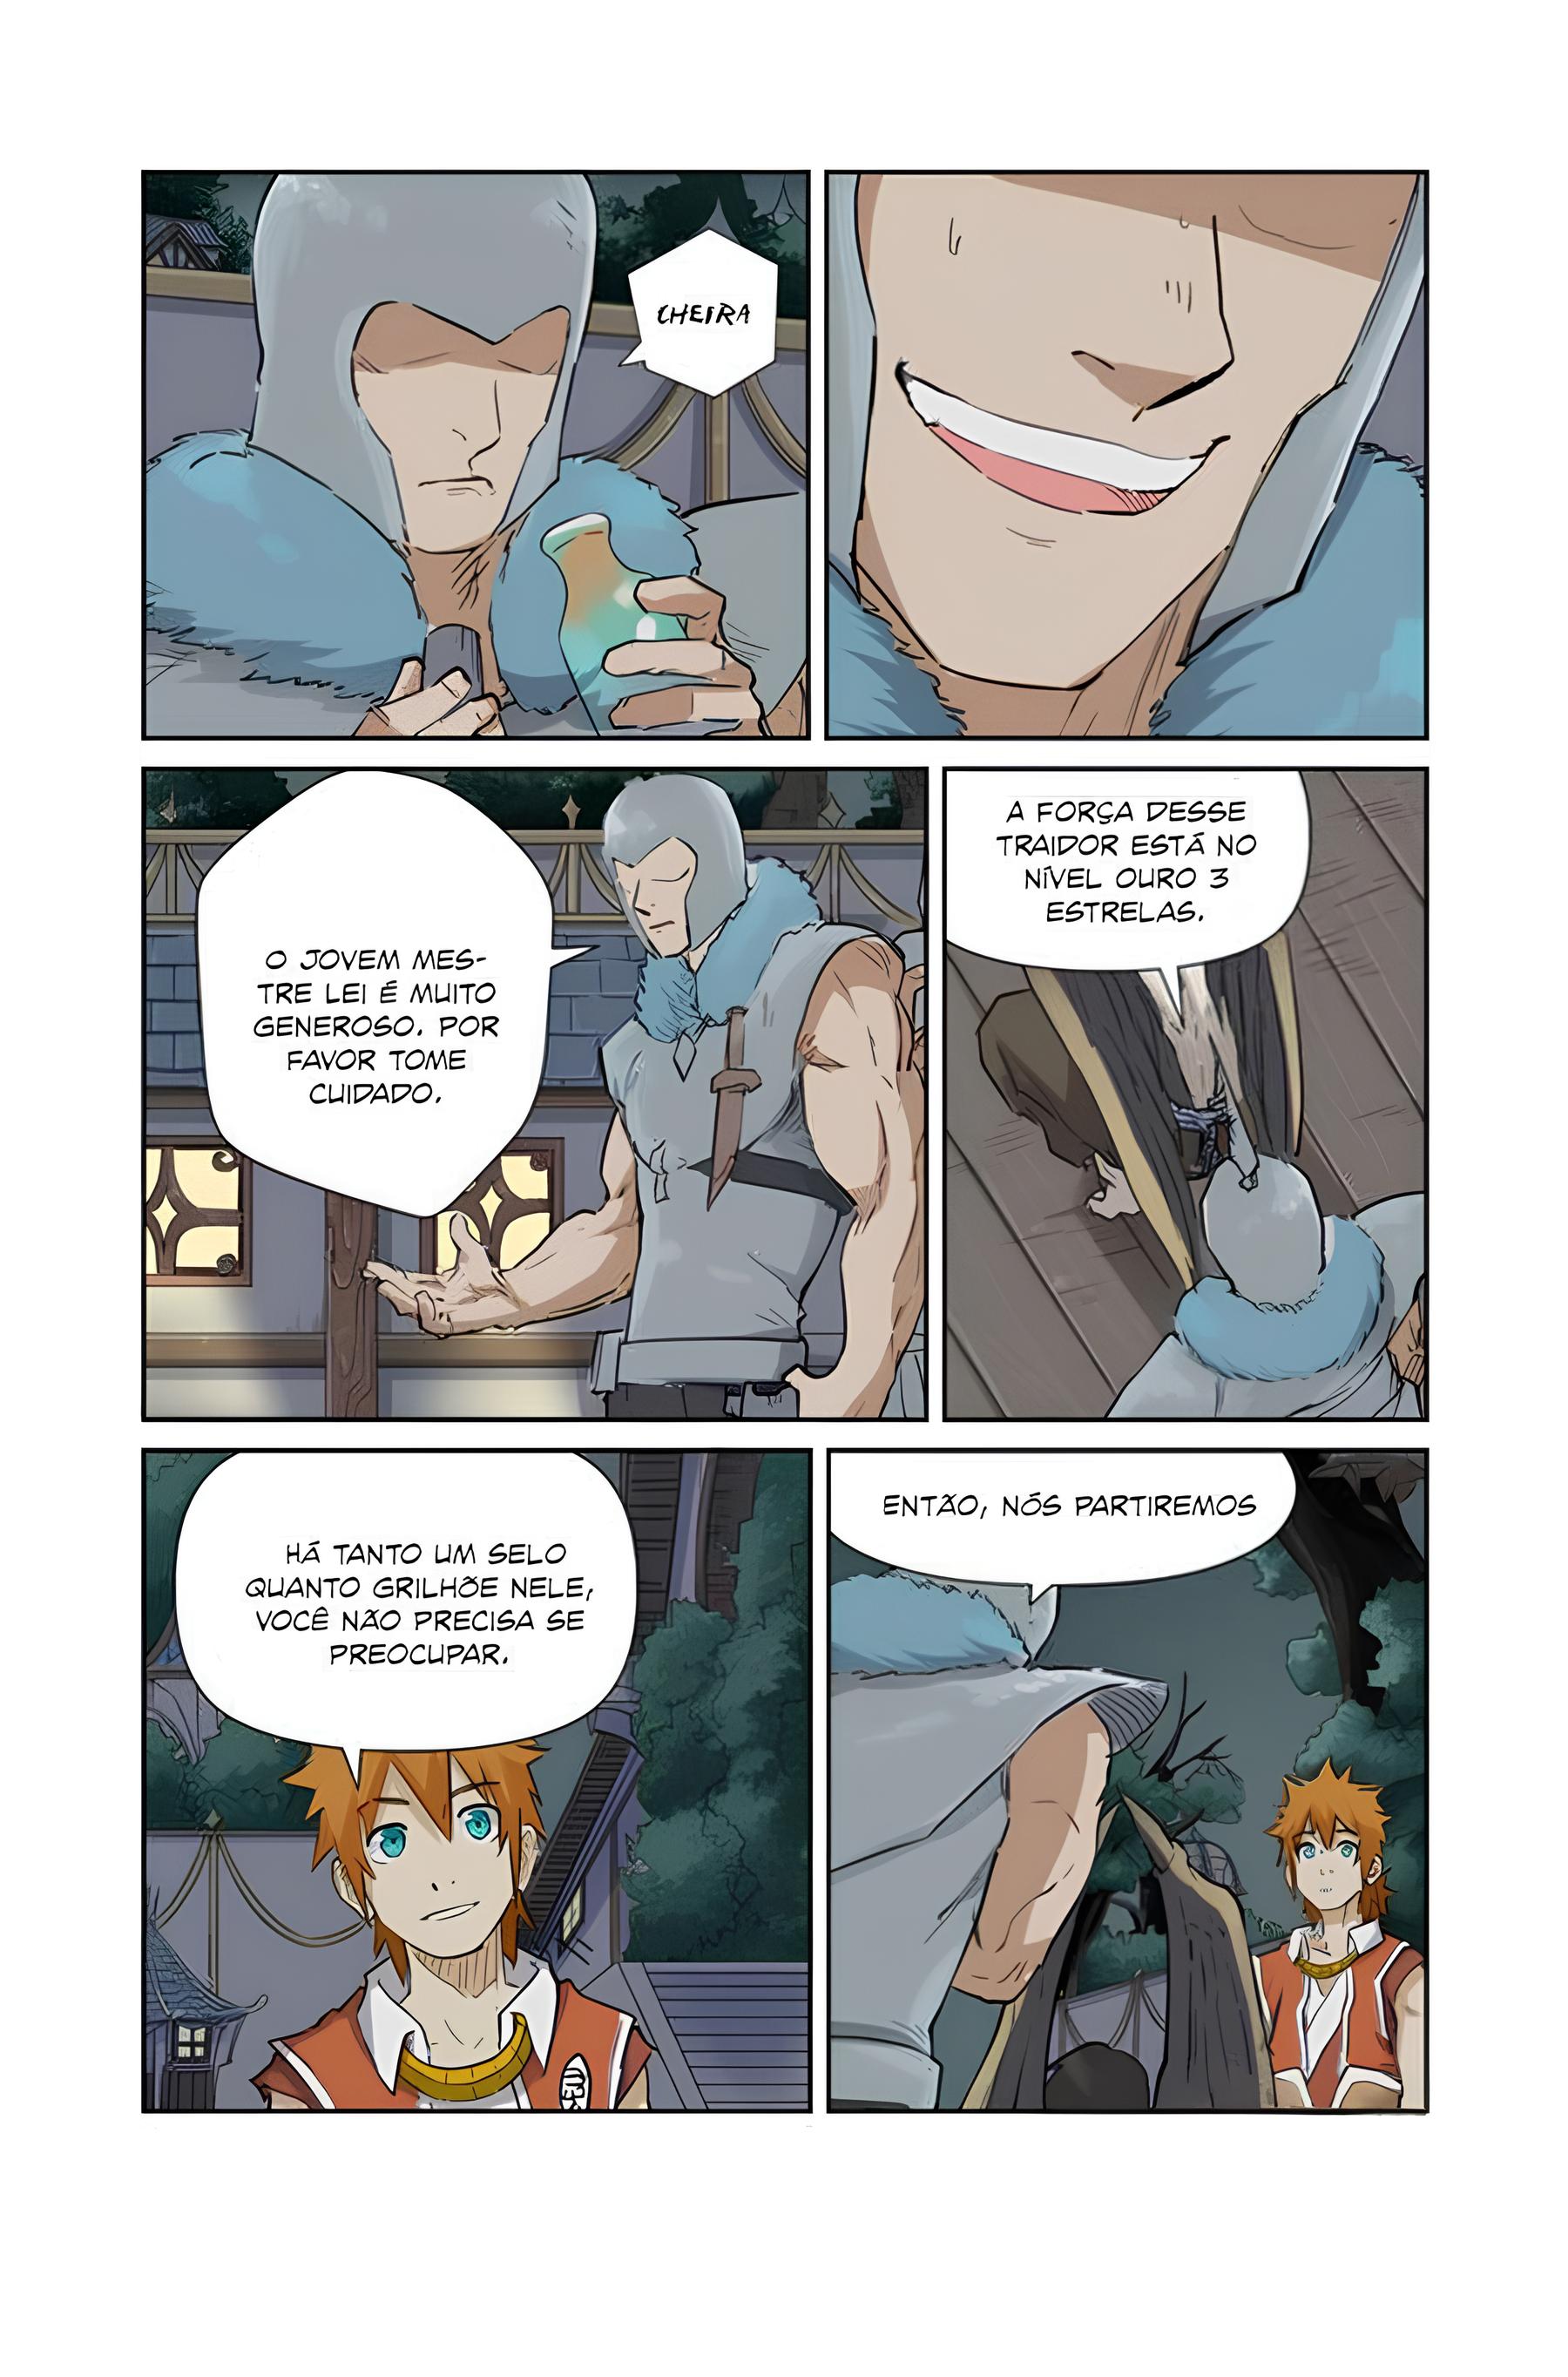 CHEIRA
O JOVEM MES-
TRE LEI É MUITO
GENEROSO. POR
FAVOR TOME
CUIDADO.
A FORÇA DESSE
TRAIDOR ESTÁ NO
NÍVEL OURO 3
ESTRELAS.
HÁ TANTO UM SELO
QUANTO GRILHÕE NELE,
VOCÊ NÃO PRECISA SE
PREOCUPAR.
ENTÃO, NÓS PARTIREMOS